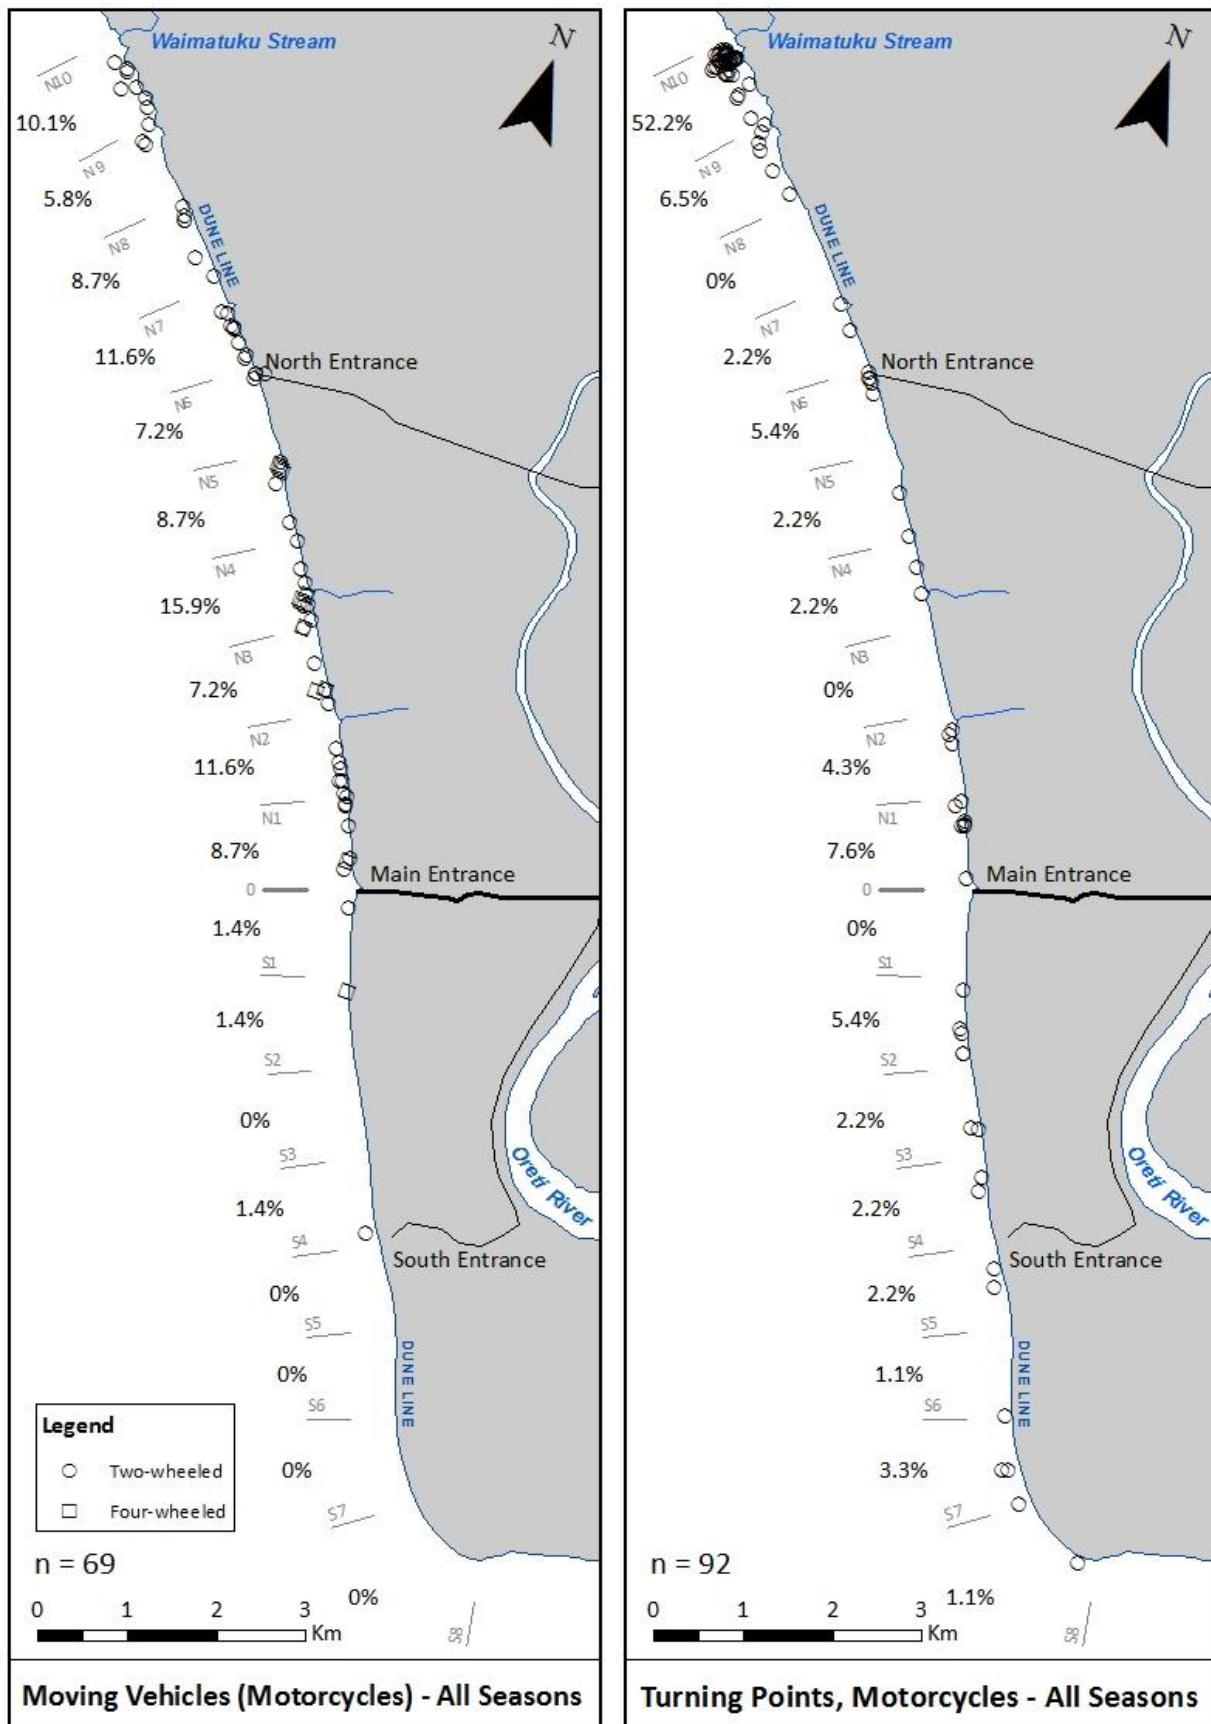 Waimatuku Stream
N
N10
10.1%
N9
5.8%
N8
DUNE LINE
8.7%
N7
11.6%
North Entrance
N6
7.2%
N5
8.7%
N4
15.9%
N3
7.2%
N2
11.6%
N1
8.7%
Main Entrance
0
1.4%
S1
1.4%
S2
0%
S3
Oreti River
1.4%
S4
South Entrance
0%
S5
0%
DUNE LINE
S6
Legend
Two-wheeled
Four-wheeled
0%
S7
n = 69
0%
0 1 2 3
Km
S8
Moving Vehicles (Motorcycles) - All Seasons
Waimatuku Stream
N
N10
52.2%
N9
6.5%
N8
DUNE LINE
0%
N7
2.2%
North Entrance
N6
5.4%
N5
2.2%
N4
2.2%
N3
0%
N2
4.3%
N1
7.6%
Main Entrance
0
0%
S1
5.4%
S2
2.2%
S3
Oreti River
2.2%
S4
South Entrance
2.2%
S5
1.1%
DUNE LINE
S6
3.3%
S7
n = 92
1.1%
0 1 2 3
Km
S8
Turning Points, Motorcycles - All Seasons